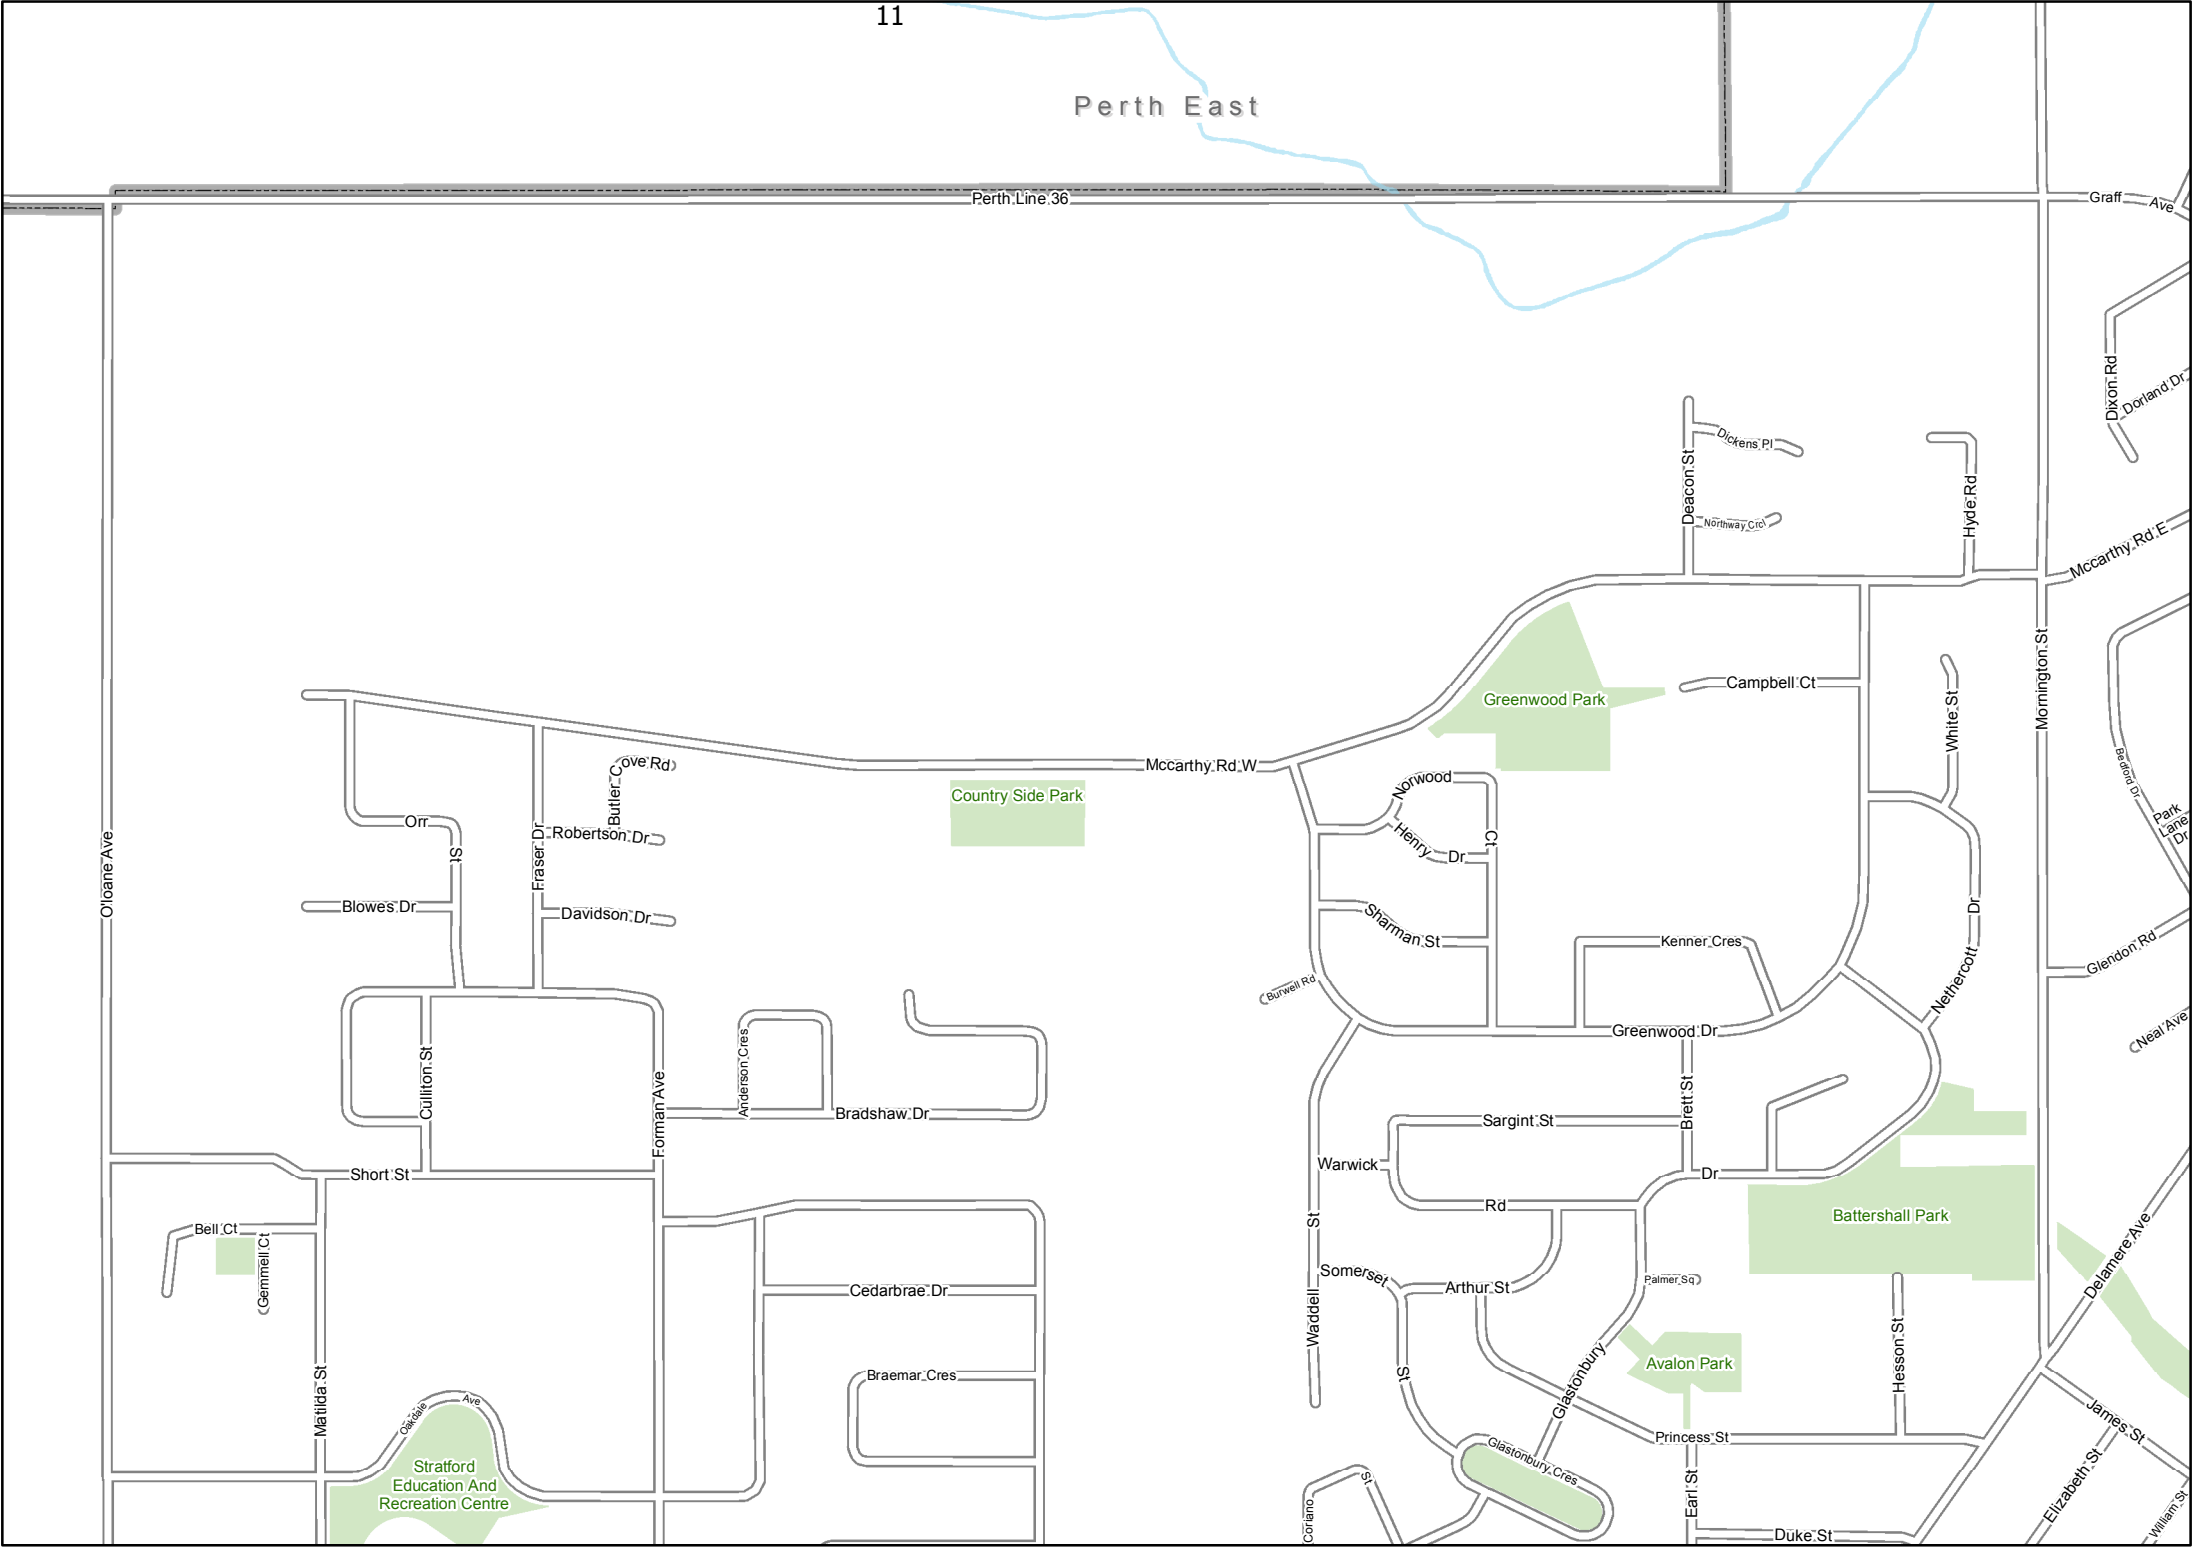 11
Perth East
Perth Line 36
Graff Ave
Dixon Rd
Dorland Dr
Dickens Pl
Deacon St
Northway Crcl
Hyde Rd
Mccarthy Rd E
Mornington St
Greenwood Park
Campbell Ct
White St
Bedford Dr
Park
Lane
Dr
Mccarthy Rd W
Country Side Park
Butler Cove Rd
Robertson Dr
Orr St
Fraser Dr
O'loane Ave
Blowes Dr
Davidson Dr
Norwood Ct
Henry Dr
Sharman St
Kenner Cres
Nethercott Dr
Glendon Rd
Burwell Rd
Greenwood Dr
Neal Ave
Culliton St
Forman Ave
Anderson Cres
Bradshaw Dr
Brett St
Sargint St
Warwick Rd
Short St
Dr
Battershall Park
Bell Ct
Gemmell Ct
Waddell St
Somerset St
Arthur St
Palmer Sq
Delamere Ave
Cedarbrae Dr
Braemar Cres
Matilda St
Oakdale Ave
Avalon Park
Hesson St
Glastonbury
Princess St
James St
Elizabeth St
William St
Stratford
Education And
Recreation Centre
Glastonbury Cres
Coriano St
Earl St
Duke St